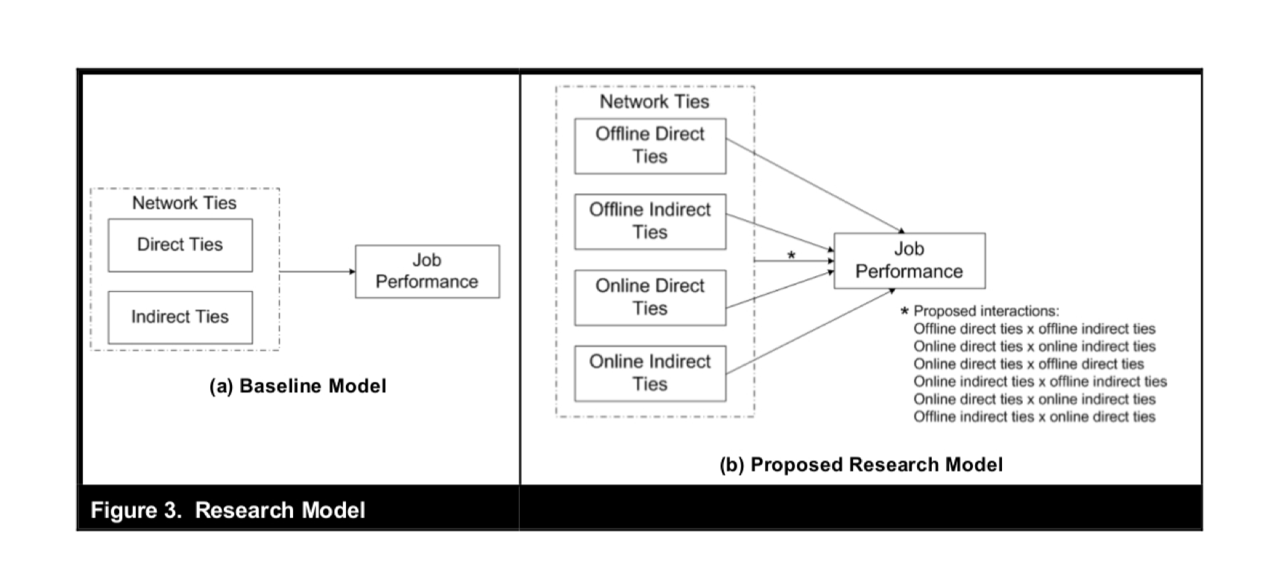 Network Ties
Direct Ties
Indirect Ties
Job
Performance
(a) Baseline Model
Network Ties
Offline Direct
Ties
Offline Indirect
Ties
Online Direct
Ties
Online Indirect
Ties
*
Job
Performance
* Proposed interactions:
Offline direct ties x offline indirect ties
Online direct ties x online indirect ties
Online direct ties x offline direct ties
Online indirect ties x offline indirect ties
Online direct ties x online indirect ties
Offline indirect ties x online direct ties
(b) Proposed Research Model
Figure 3. Research Model